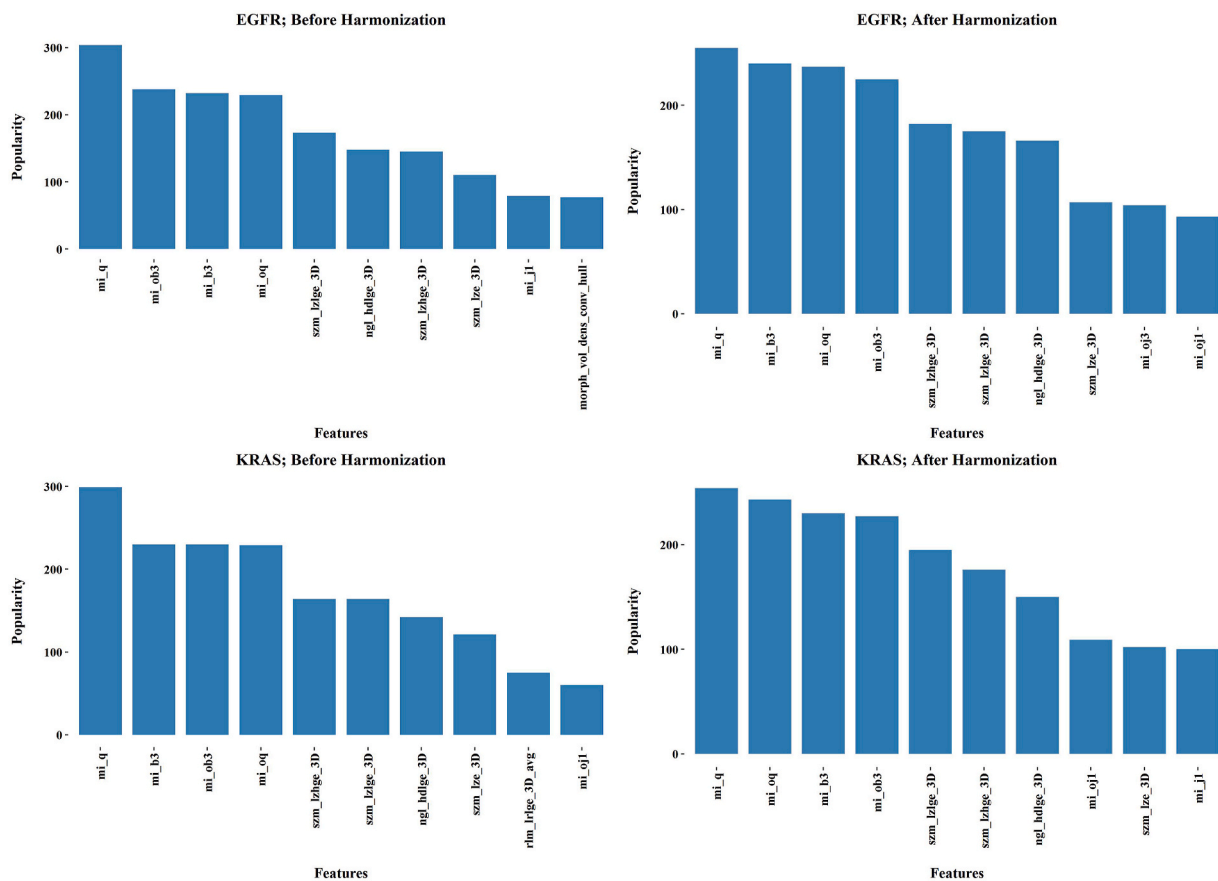 EGFR; Before Harmonization
Popularity
300
200
100
0
mi_q
mi_ob3
mi_b3
mi_oq
szm_lzlge_3D
ngl_hdlge_3D
szm_lzhge_3D
szm_lze_3D
mi_j1
morph_vol_dens_conv_hull
Features
EGFR; After Harmonization
Popularity
200
100
0
mi_q
mi_b3
mi_oq
mi_ob3
szm_lzhge_3D
szm_lzlge_3D
ngl_hdlge_3D
szm_lze_3D
mi_oj3
mi_oj1
Features
KRAS; Before Harmonization
Popularity
300
200
100
0
mi_q
mi_b3
mi_ob3
mi_oq
szm_lzhge_3D
szm_lzlge_3D
ngl_hdlge_3D
szm_lze_3D
rlm_lrlge_3D_avg
mi_oj1
Features
KRAS; After Harmonization
Popularity
200
100
0
mi_q
mi_oq
mi_b3
mi_ob3
szm_lzlge_3D
szm_lzhge_3D
ngl_hdlge_3D
mi_oj1
szm_lze_3D
mi_j1
Features